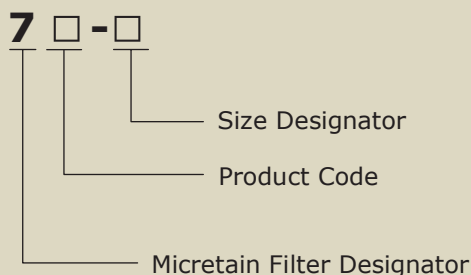 7 □ - □
Size Designator
Product Code
Micretain Filter Designator